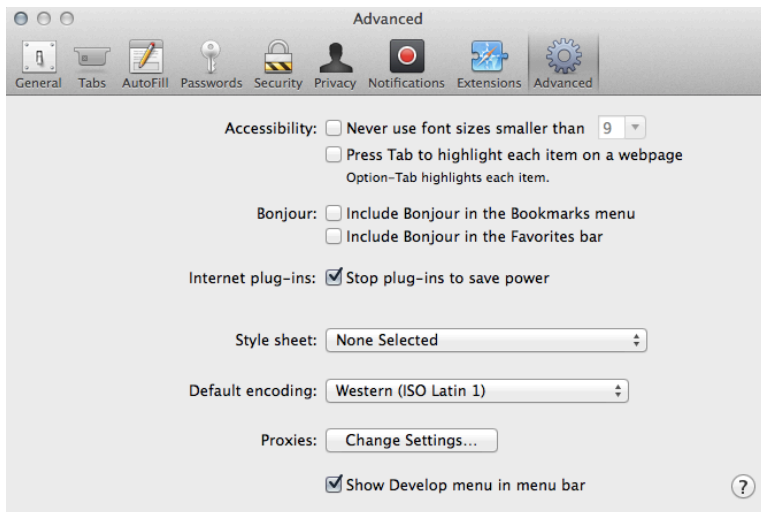 Advanced
General Tabs AutoFill Passwords Security Privacy Notifications Extensions Advanced
Accessibility: Never use font sizes smaller than 9
Press Tab to highlight each item on a webpage
Option-Tab highlights each item.
Bonjour: Include Bonjour in the Bookmarks menu
Include Bonjour in the Favorites bar
Internet plug-ins: Stop plug-ins to save power
Style sheet: None Selected
Default encoding: Western (ISO Latin 1)
Proxies: Change Settings...
Show Develop menu in menu bar ?